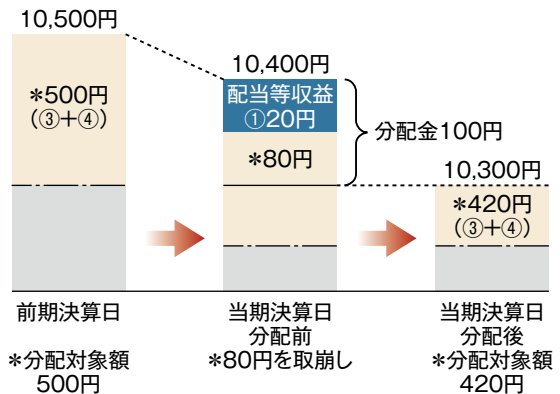 10,500円
*500円
(③+④)
10,400円
配当等収益
①20円
*80円
分配金100円
10,300円
*420円
(③+④)
前期決算日
*分配対象額
500円
当期決算日
分配前
*80円を取崩し
当期決算日
分配後
*分配対象額
420円